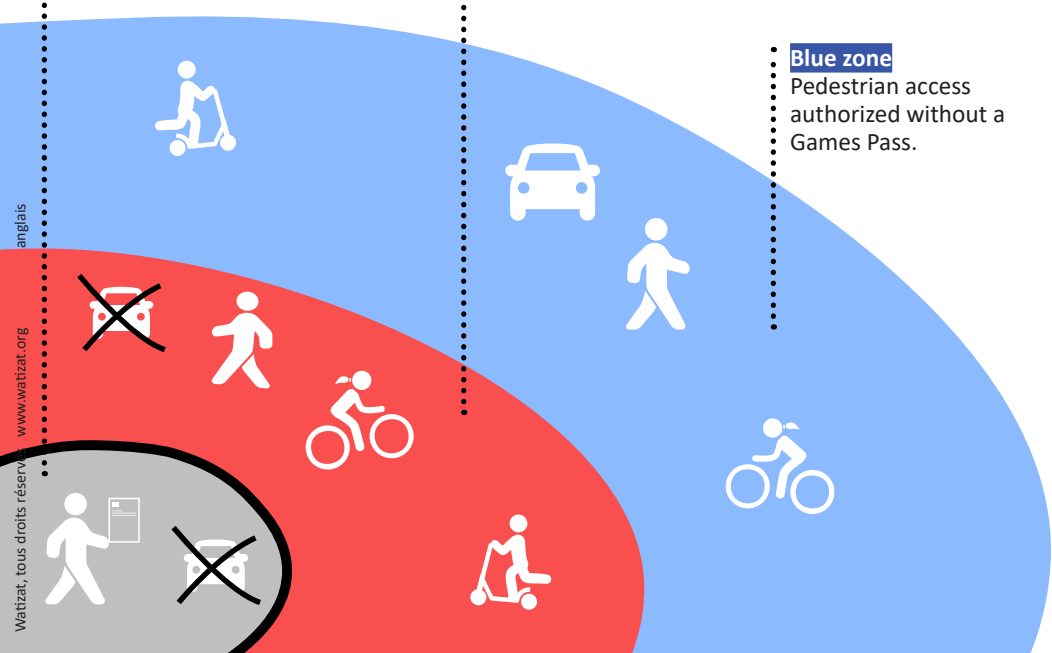 Blue zone
Pedestrian access
authorized without a
Games Pass.
Watizat, tous droits réservés www.watizat.org anglais